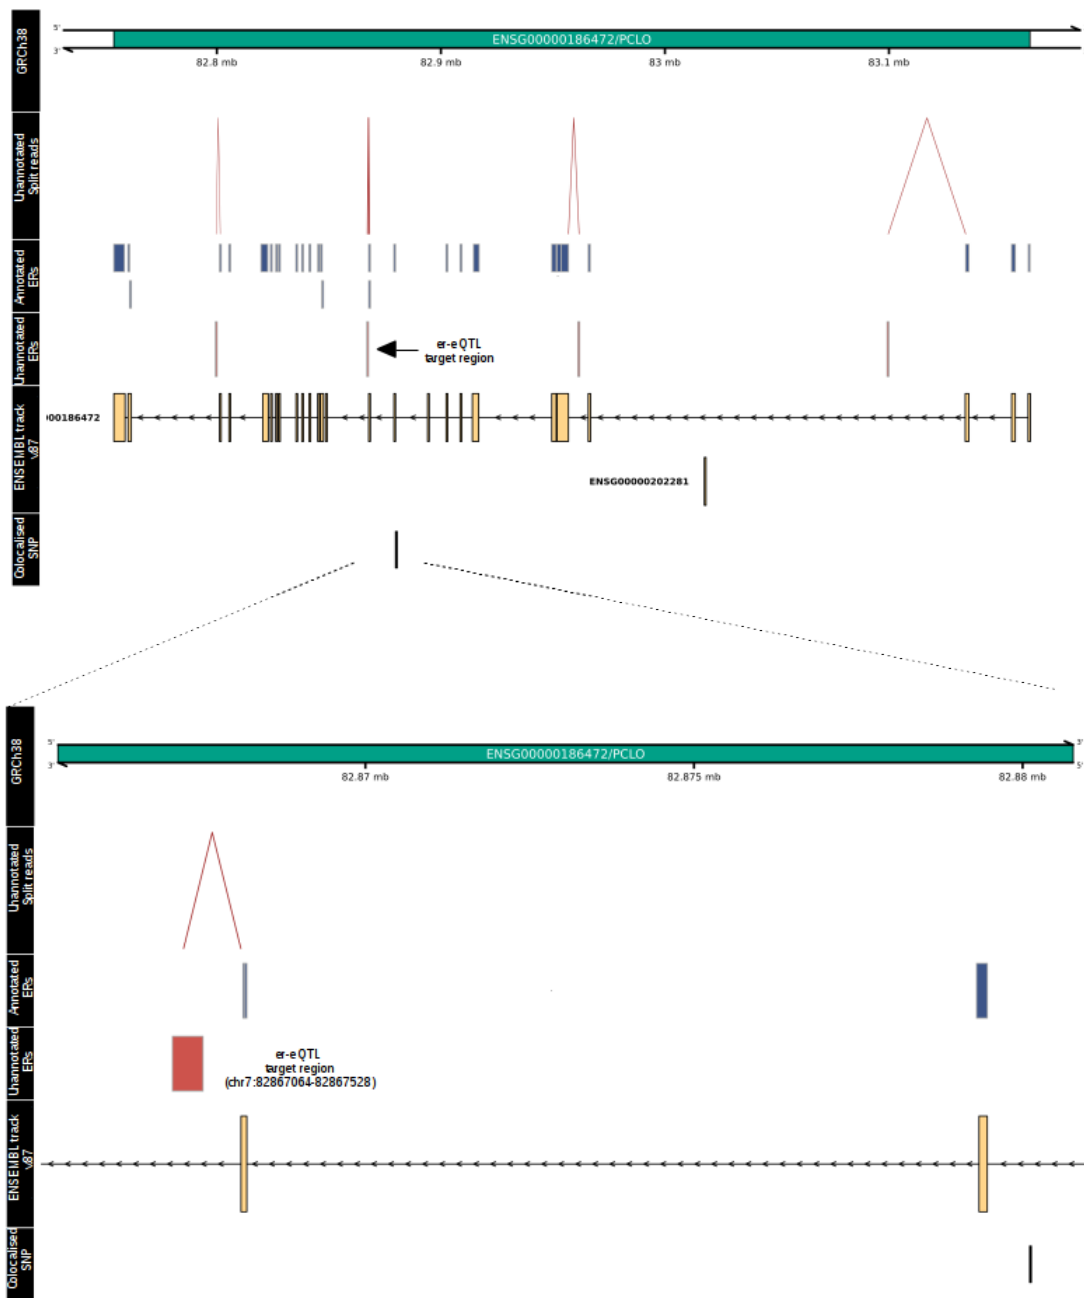 GRCh38
5'
3'
ENSG00000186472/PCLO
82.8 mb
82.9 mb
83 mb
83.1 mb
Unannotated
Split reads
Annotated
ERs
Unannotated
ERs
er-eQTL
target region
ENSEMBL track
v87
00186472
ENSG00000202281
Colocalised
SNP
GRCh38
5'
3'
ENSG00000186472/PCLO
3'
5'
82.87 mb
82.875 mb
82.88 mb
Unannotated
Split reads
Annotated
ERs
Unannotated
ERs
er-eQTL
target region
(chr7:82867064-82867528)
ENSEMBL track
v87
Colocalised
SNP